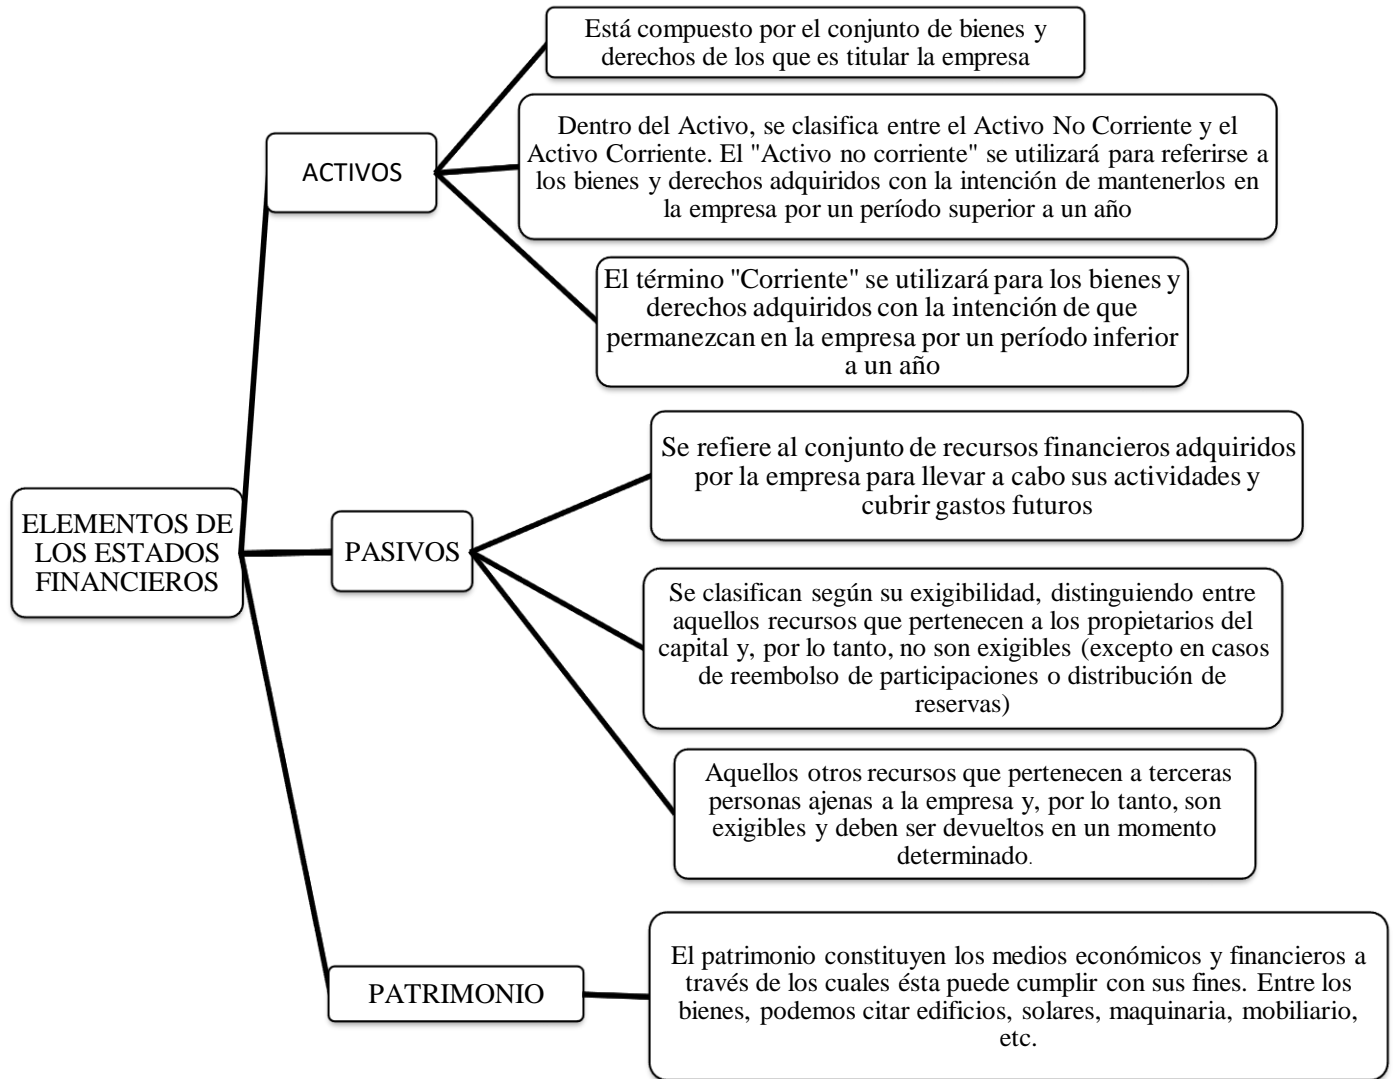 ELEMENTOS DE
LOS ESTADOS
FINANCIEROS
ACTIVOS
Está compuesto por el conjunto de bienes y
derechos de los que es titular la empresa
Dentro del Activo, se clasifica entre el Activo No Corriente y el
Activo Corriente. El "Activo no corriente" se utilizará para referirse a
los bienes y derechos adquiridos con la intención de mantenerlos en
la empresa por un período superior a un año
El término "Corriente" se utilizará para los bienes y
derechos adquiridos con la intención de que
permanezcan en la empresa por un período inferior
a un año
PASIVOS
Se refiere al conjunto de recursos financieros adquiridos
por la empresa para llevar a cabo sus actividades y
cubrir gastos futuros
Se clasifican según su exigibilidad, distinguiendo entre
aquellos recursos que pertenecen a los propietarios del
capital y, por lo tanto, no son exigibles (excepto en casos
de reembolso de participaciones o distribución de
reservas)
Aquellos otros recursos que pertenecen a terceras
personas ajenas a la empresa y, por lo tanto, son
exigibles y deben ser devueltos en un momento
determinado.
PATRIMONIO
El patrimonio constituyen los medios económicos y financieros a
través de los cuales ésta puede cumplir con sus fines. Entre los
bienes, podemos citar edificios, solares, maquinaria, mobiliario,
etc.